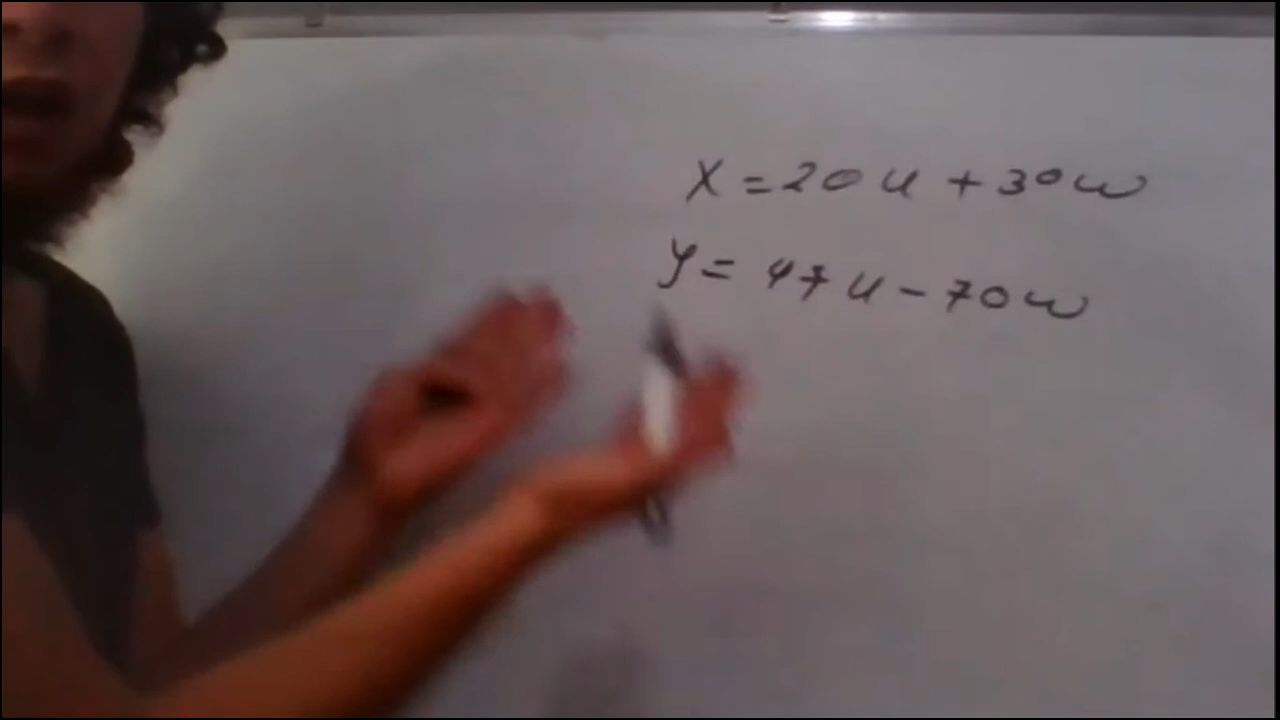 X = 20u + 30w
y = 47u - 70w